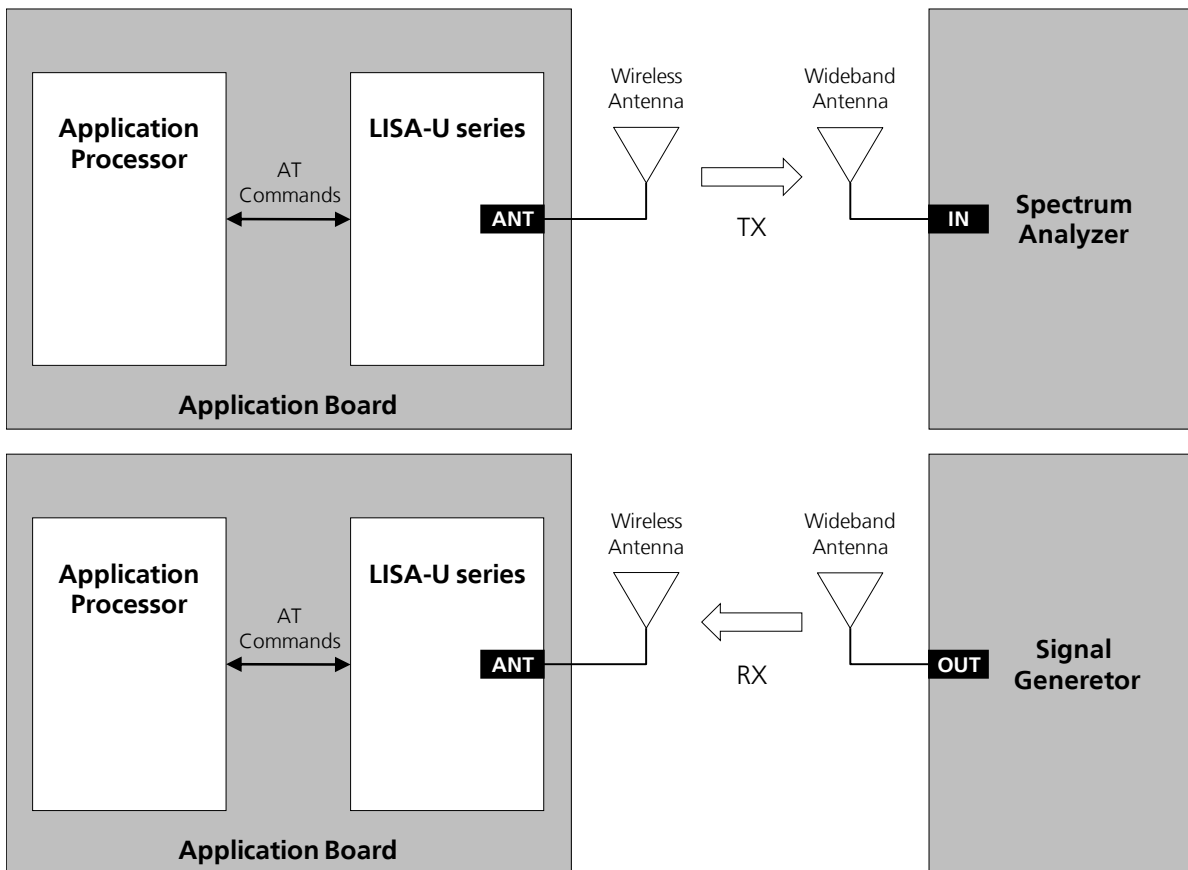 Wireless
Antenna
Wideband
Antenna
Application
Processor
LISA-U series
AT
Commands
ANT
TX
IN
Spectrum
Analyzer
Application Board
Wireless
Antenna
Wideband
Antenna
Application
Processor
LISA-U series
AT
Commands
ANT
RX
OUT
Signal
Generetor
Application Board